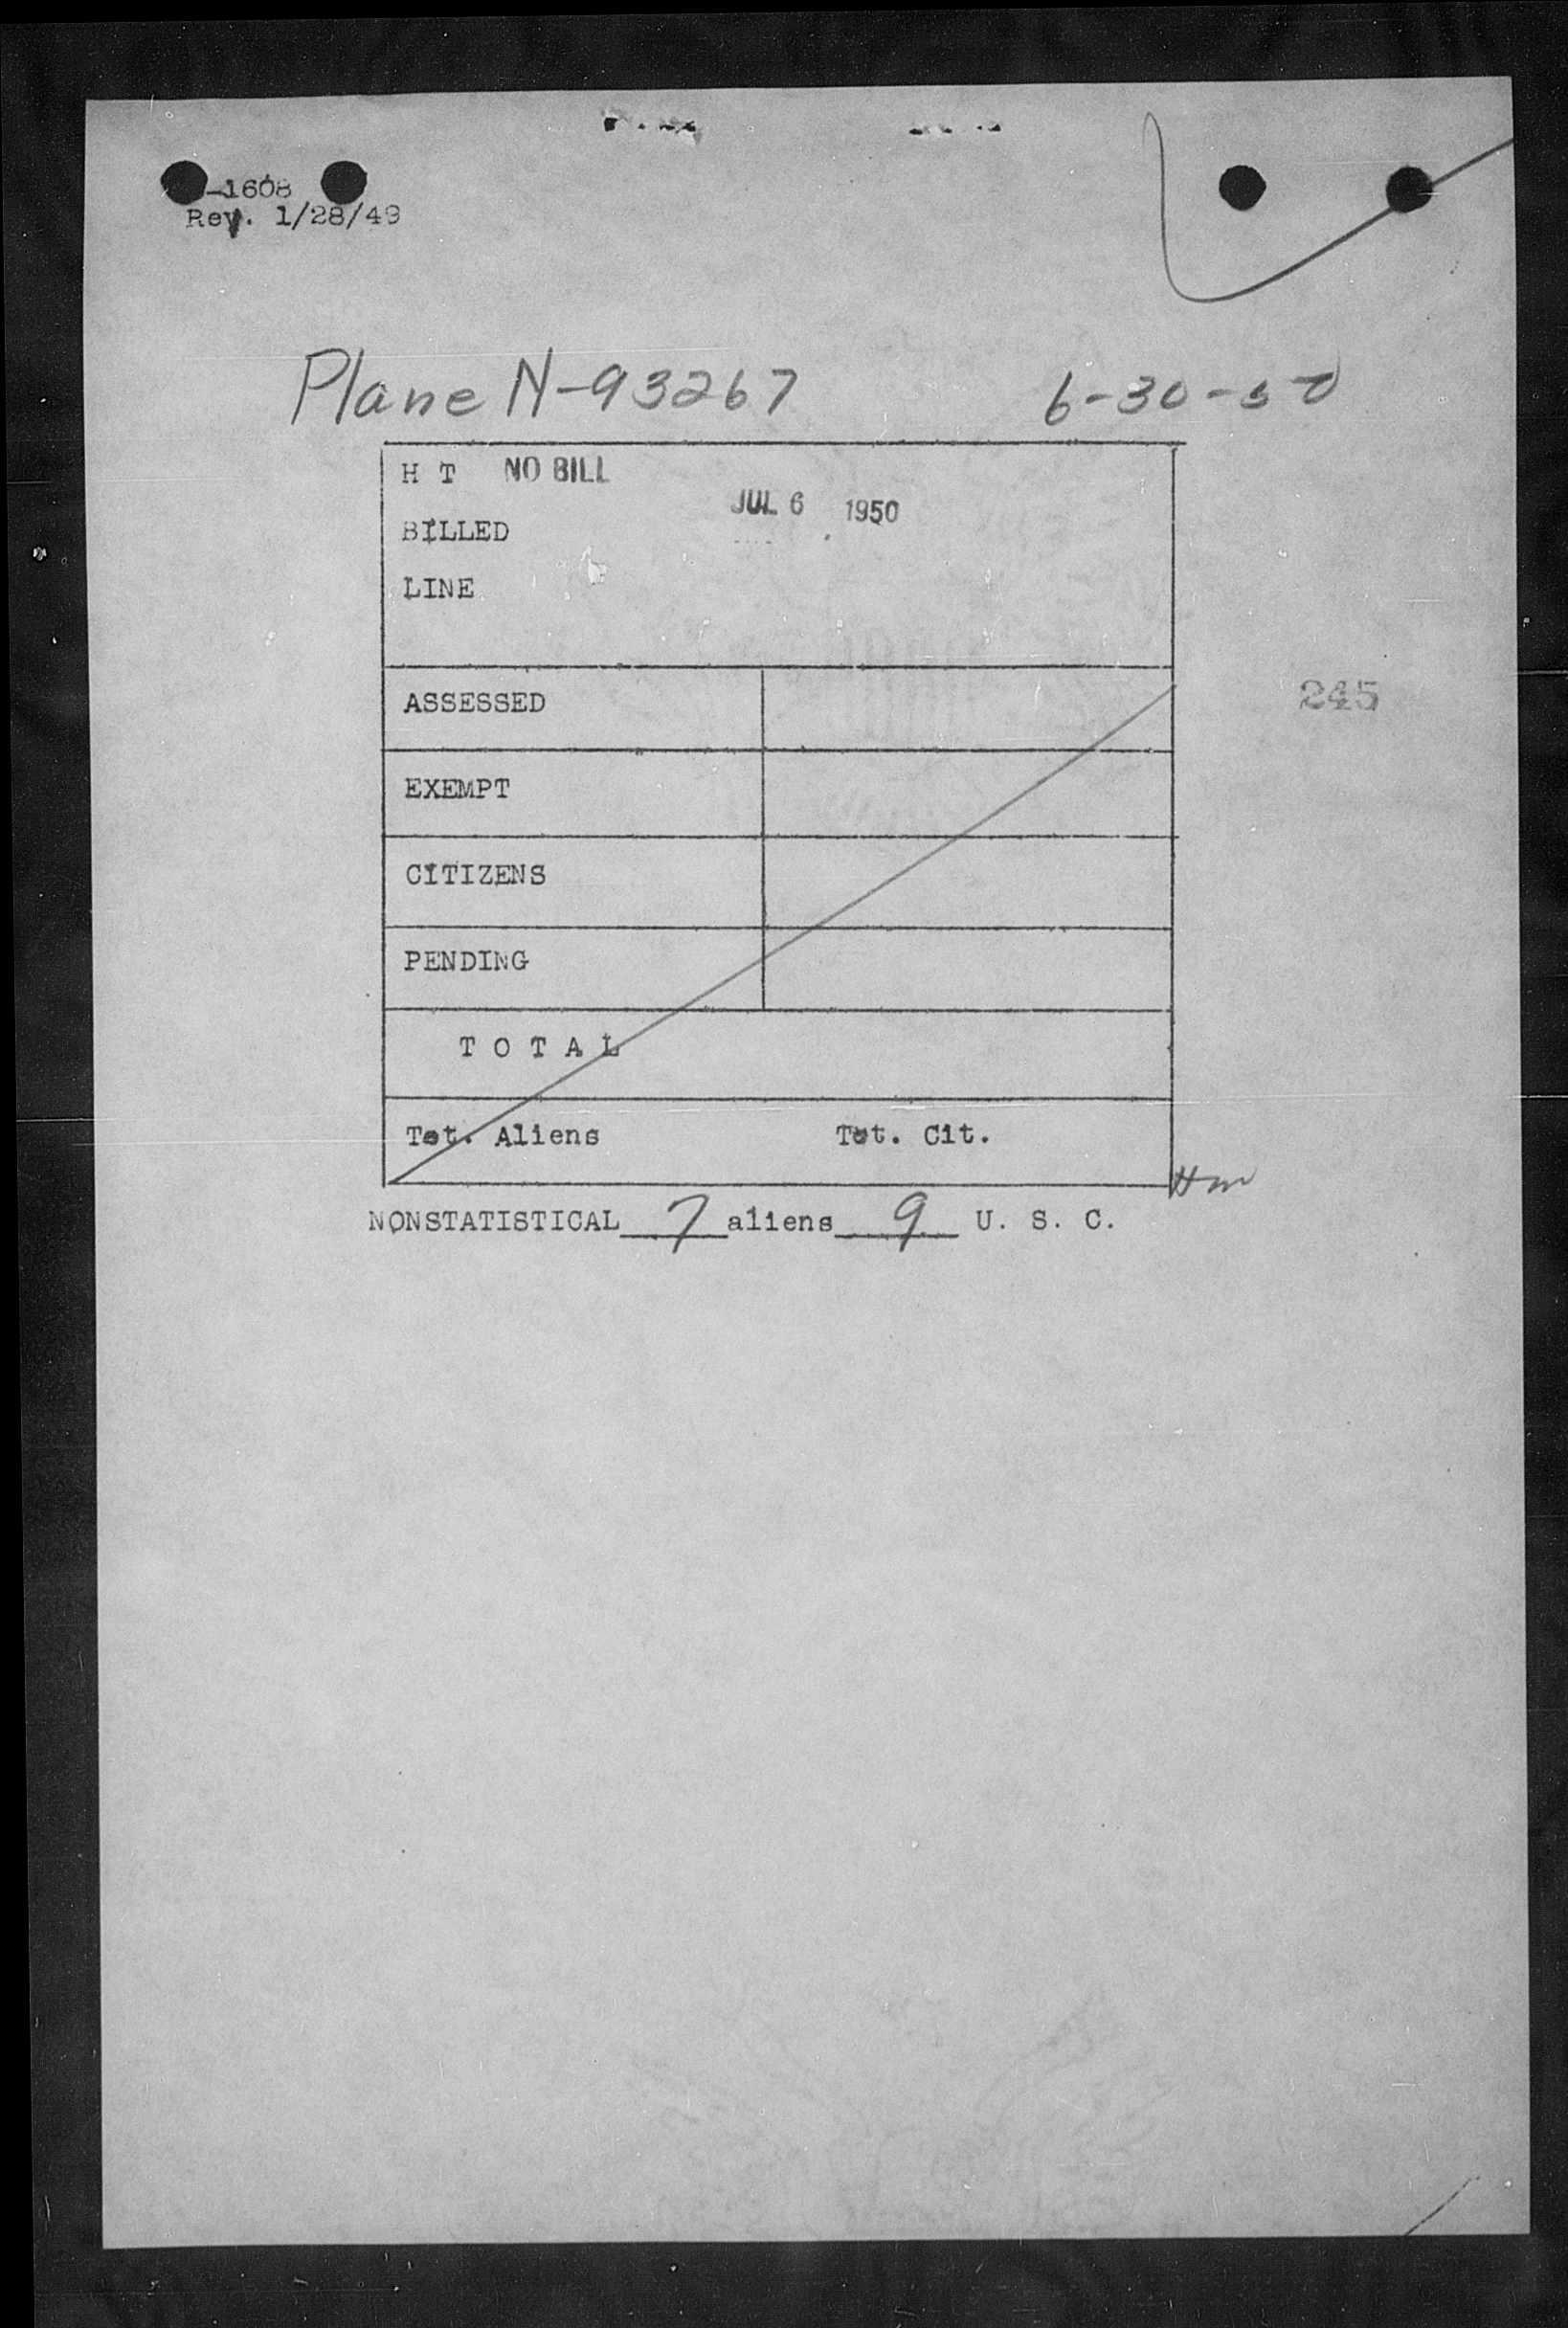 -1608
Rev. 1/28/49
Plane N-93267 6-30-50
H T NO BILL
JUL 6 1950
BILLED
LINE
ASSESSED
245
EXEMPT
CITIZENS
PENDING
T O T A L
Tot. Aliens Tot. Cit.
NONSTATISTICAL 7 aliens 9 U. S. C.